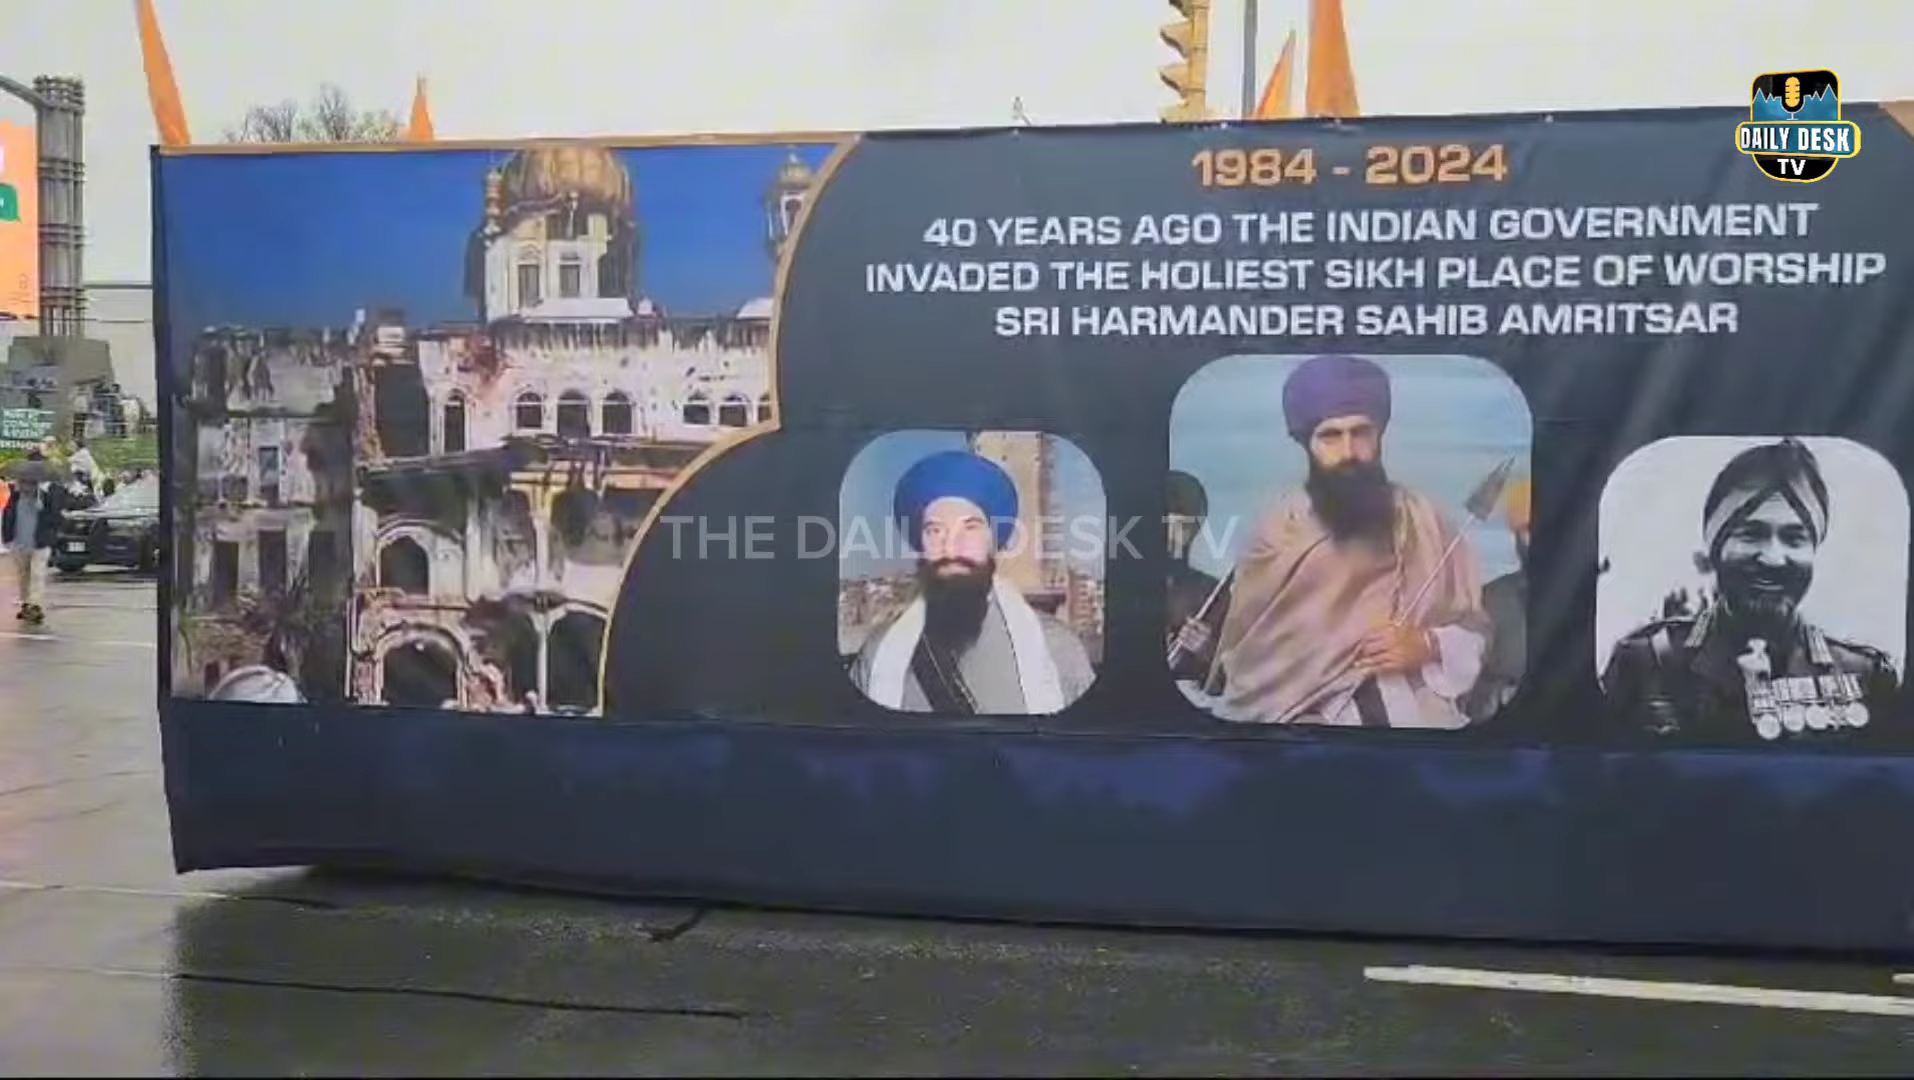 DAILY DESK
TV
1984 - 2024
40 YEARS AGO THE INDIAN GOVERNMENT
INVADED THE HOLIEST SIKH PLACE OF WORSHIP
SRI HARMANDER SAHIB AMRITSAR
THE DAILY DESK TV